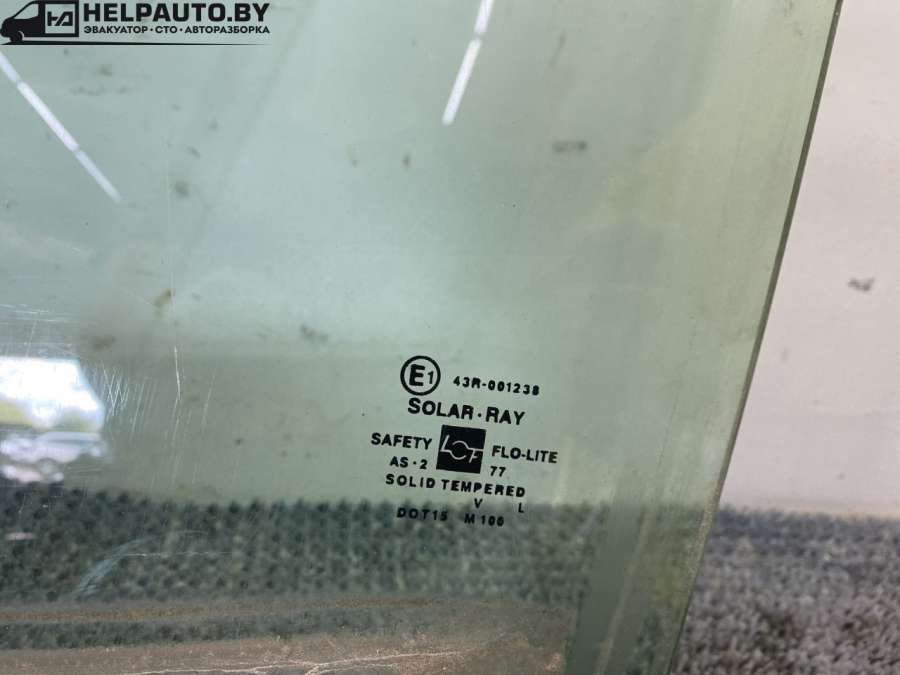 HELPAUTO.BY
ЭВАКУАТОР · СТО · АВТОРАЗБОРКА
E1 43R-001238
SOLAR·RAY
SAFETY LOF FLO-LITE
AS·2 77
SOLID TEMPERED
V L
DOT15 M100